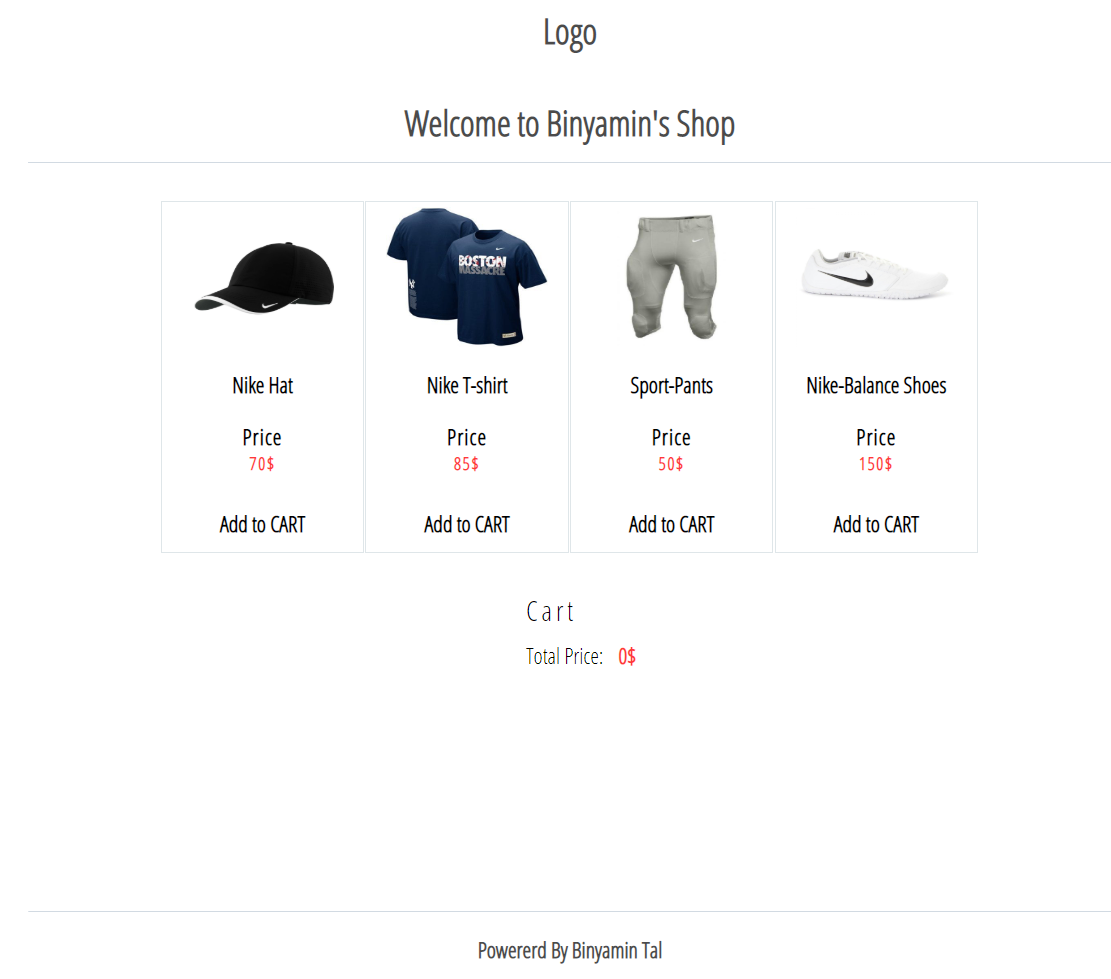 Logo
Welcome to Binyamin's Shop
BOSTON
MASSACRE
Nike Hat
Nike T-shirt
Sport-Pants
Nike-Balance Shoes
Price
Price
Price
Price
70$
85$
50$
150$
Add to CART
Add to CART
Add to CART
Add to CART
Cart
Total Price: 0$
Powererd By Binyamin Tal